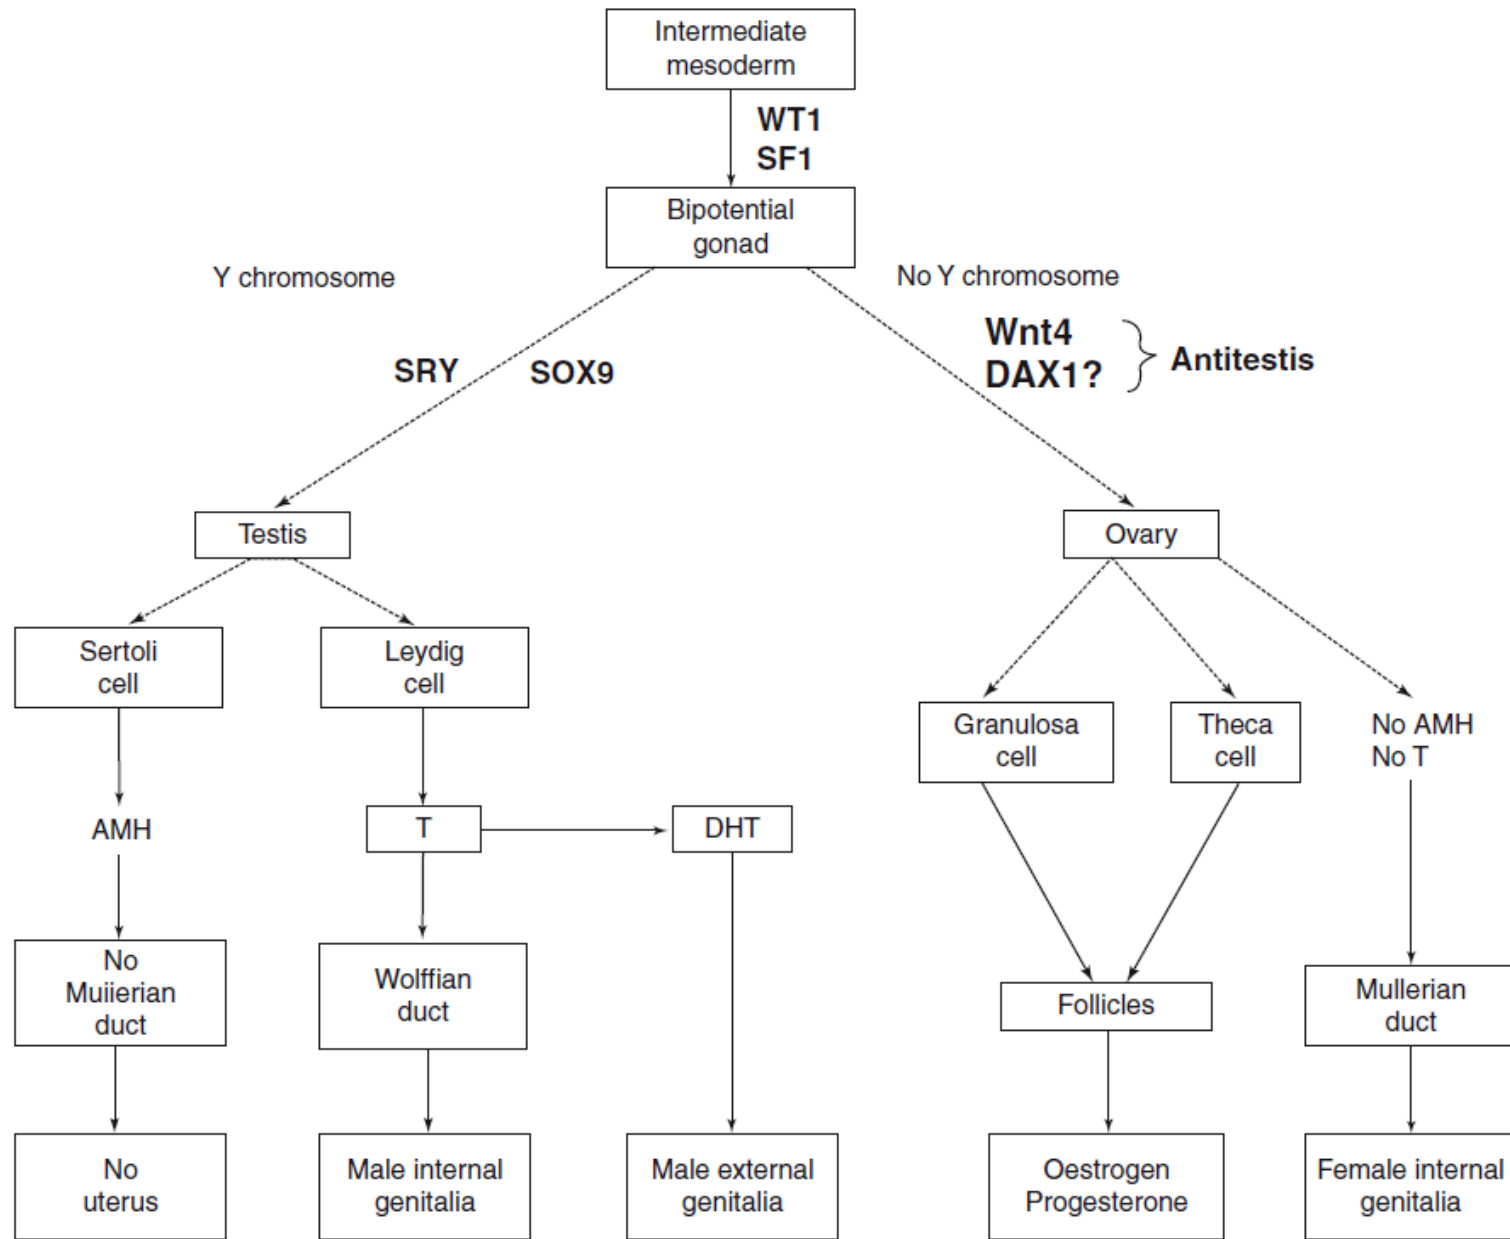 Intermediate
mesoderm
WT1
SF1
Bipotential
gonad
Y chromosome
No Y chromosome
SRY
SOX9
Wnt4
DAX1?
Antitestis
Testis
Ovary
Sertoli
cell
Leydig
cell
Granulosa
cell
Theca
cell
No AMH
No T
AMH
T
DHT
No
Muiierian
duct
Wolffian
duct
Follicles
Mullerian
duct
No
uterus
Male internal
genitalia
Male external
genitalia
Oestrogen
Progesterone
Female internal
genitalia